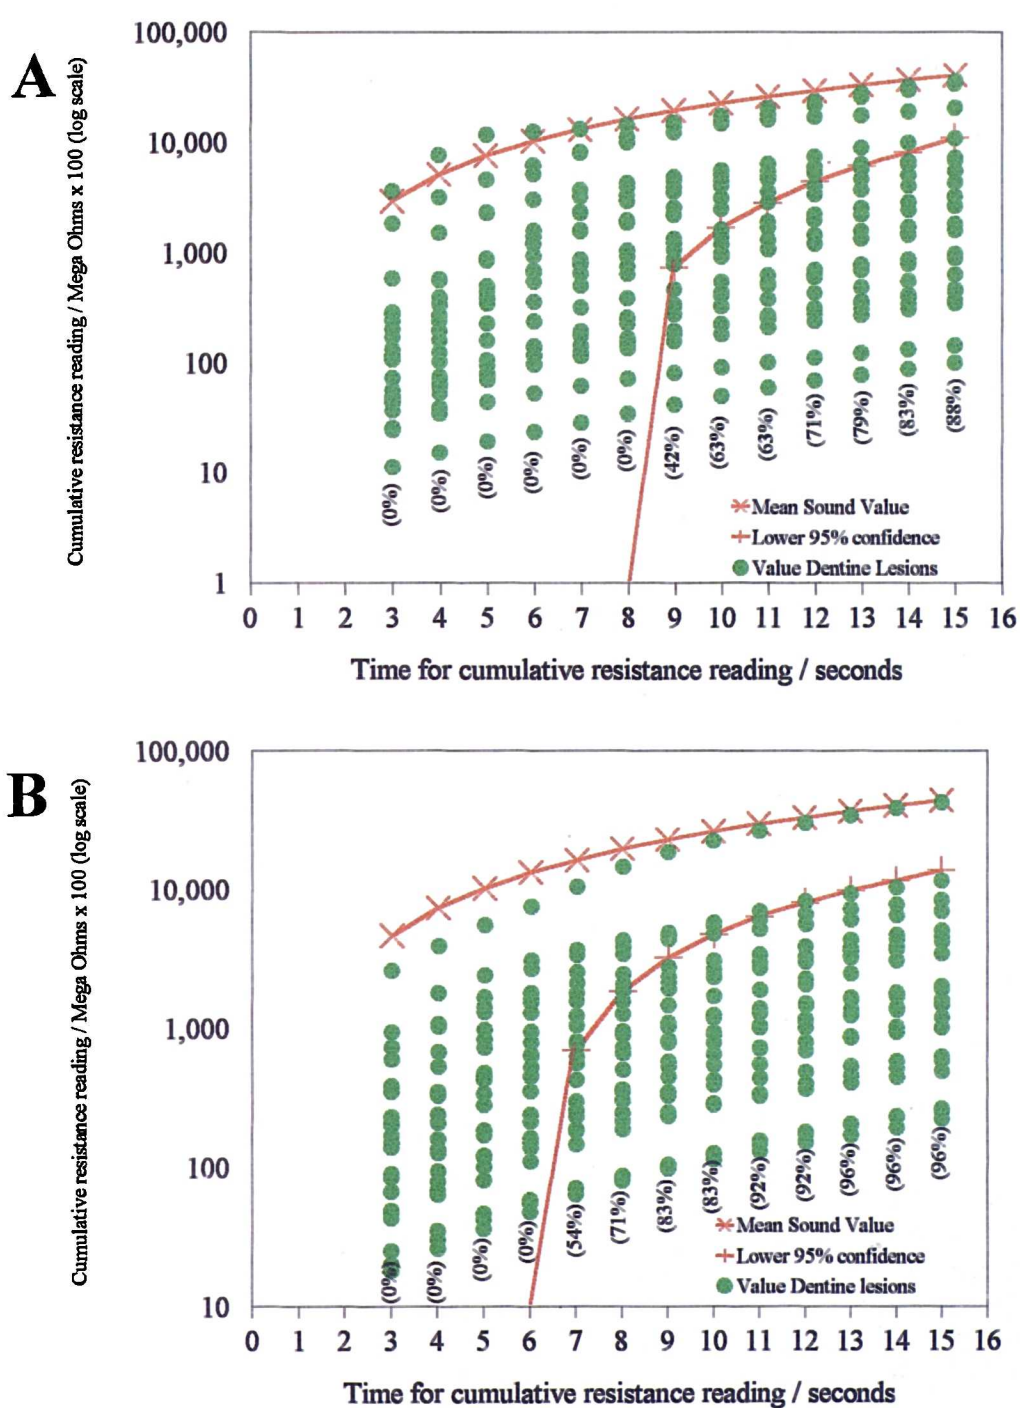 A
Cumulative resistance reading / Mega Ohms x 100 (log scale)
100,000
10,000
1,000
100
10
1
(0%) (0%) (0%) (0%) (0%) (0%) (42%) (63%) (63%) (71%) (79%) (83%) (88%)
Mean Sound Value
Lower 95% confidence
Value Dentine Lesions
0 1 2 3 4 5 6 7 8 9 10 11 12 13 14 15 16
Time for cumulative resistance reading / seconds
B
Cumulative resistance reading / Mega Ohms x 100 (log scale)
100,000
10,000
1,000
100
10
(0%) (0%) (0%) (0%) (54%) (71%) (83%) (83%) (92%) (92%) (96%) (96%) (96%)
Mean Sound Value
Lower 95% confidence
Value Dentine lesions
0 1 2 3 4 5 6 7 8 9 10 11 12 13 14 15 16
Time for cumulative resistance reading / seconds